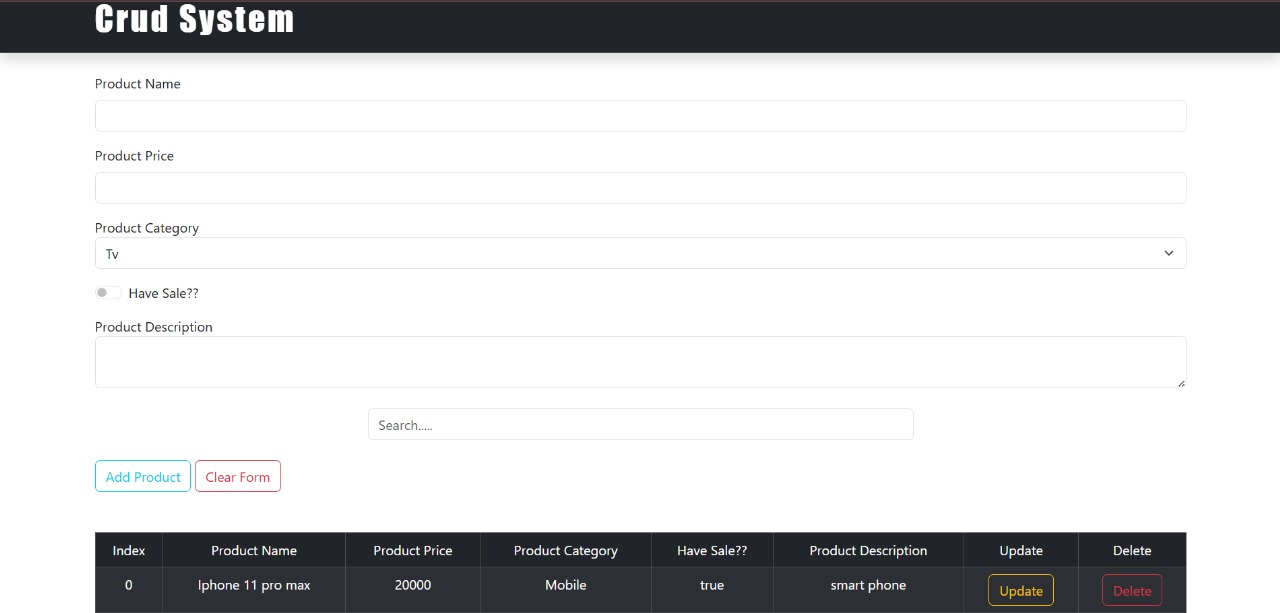 Crud System
Product Name
Product Price
Product Category
Tv
Have Sale??
Product Description
Search.....
Add Product Clear Form
Index Product Name Product Price Product Category Have Sale?? Product Description Update Delete
0 Iphone 11 pro max 20000 Mobile true smart phone Update Delete